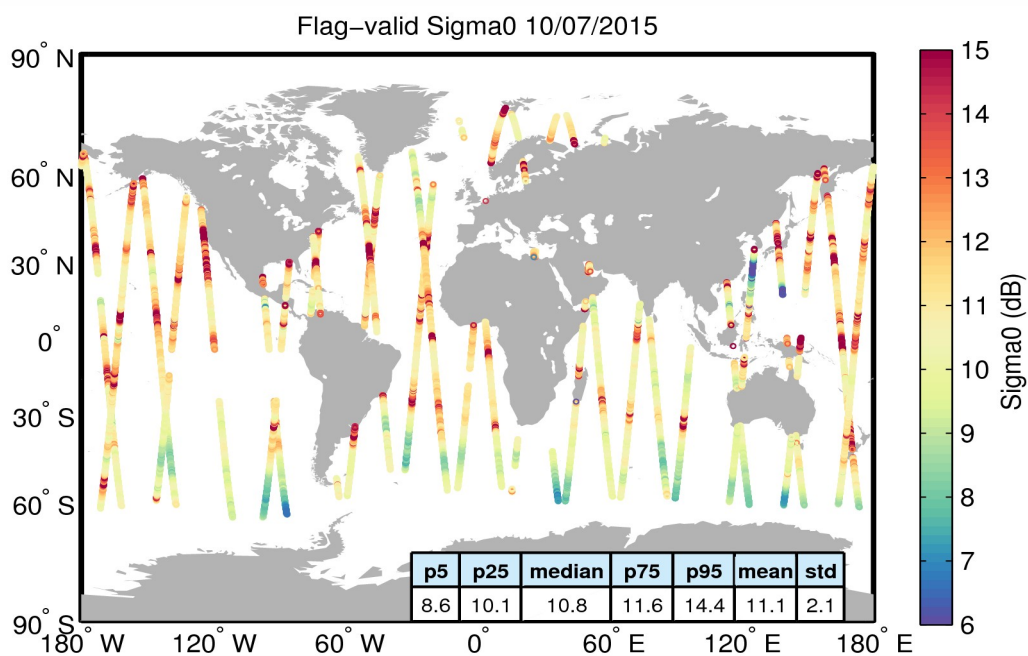 Flag−valid Sigma0 10/07/2015
90° N
60° N
30° N
0°
30° S
60° S
90° S
180° W
120° W
60° W
0°
60° E
120° E
180° E
p5 p25 median p75 p95 mean std
8.6 10.1 10.8 11.6 14.4 11.1 2.1
15
14
13
12
11
10
9
8
7
6
Sigma0 (dB)